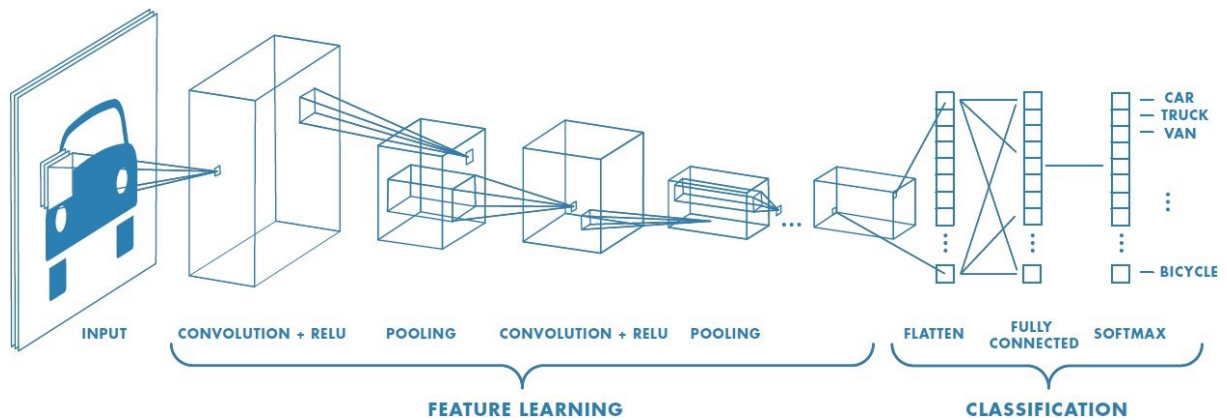 CAR
TRUCK
VAN
BICYCLE
INPUT
CONVOLUTION + RELU
POOLING
CONVOLUTION + RELU
POOLING
FLATTEN
FULLY
CONNECTED
SOFTMAX
FEATURE LEARNING
CLASSIFICATION